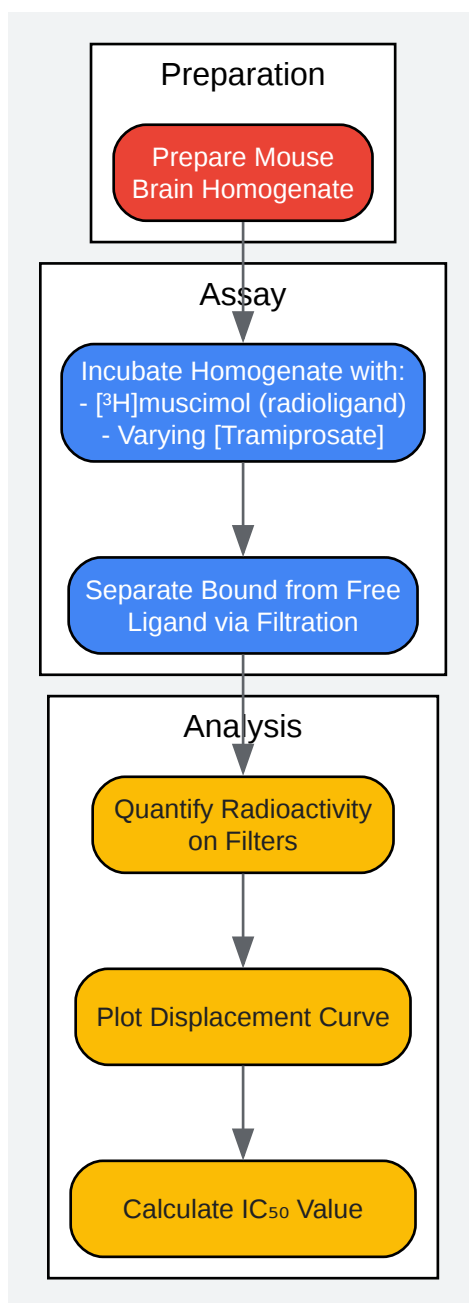 Preparation
Prepare Mouse
Brain Homogenate
Assay
Incubate Homogenate with:
- [³H]muscimol (radioligand)
- Varying [Tramiprosate]
Separate Bound from Free
Ligand via Filtration
Analysis
Quantify Radioactivity
on Filters
Plot Displacement Curve
Calculate IC₅₀ Value